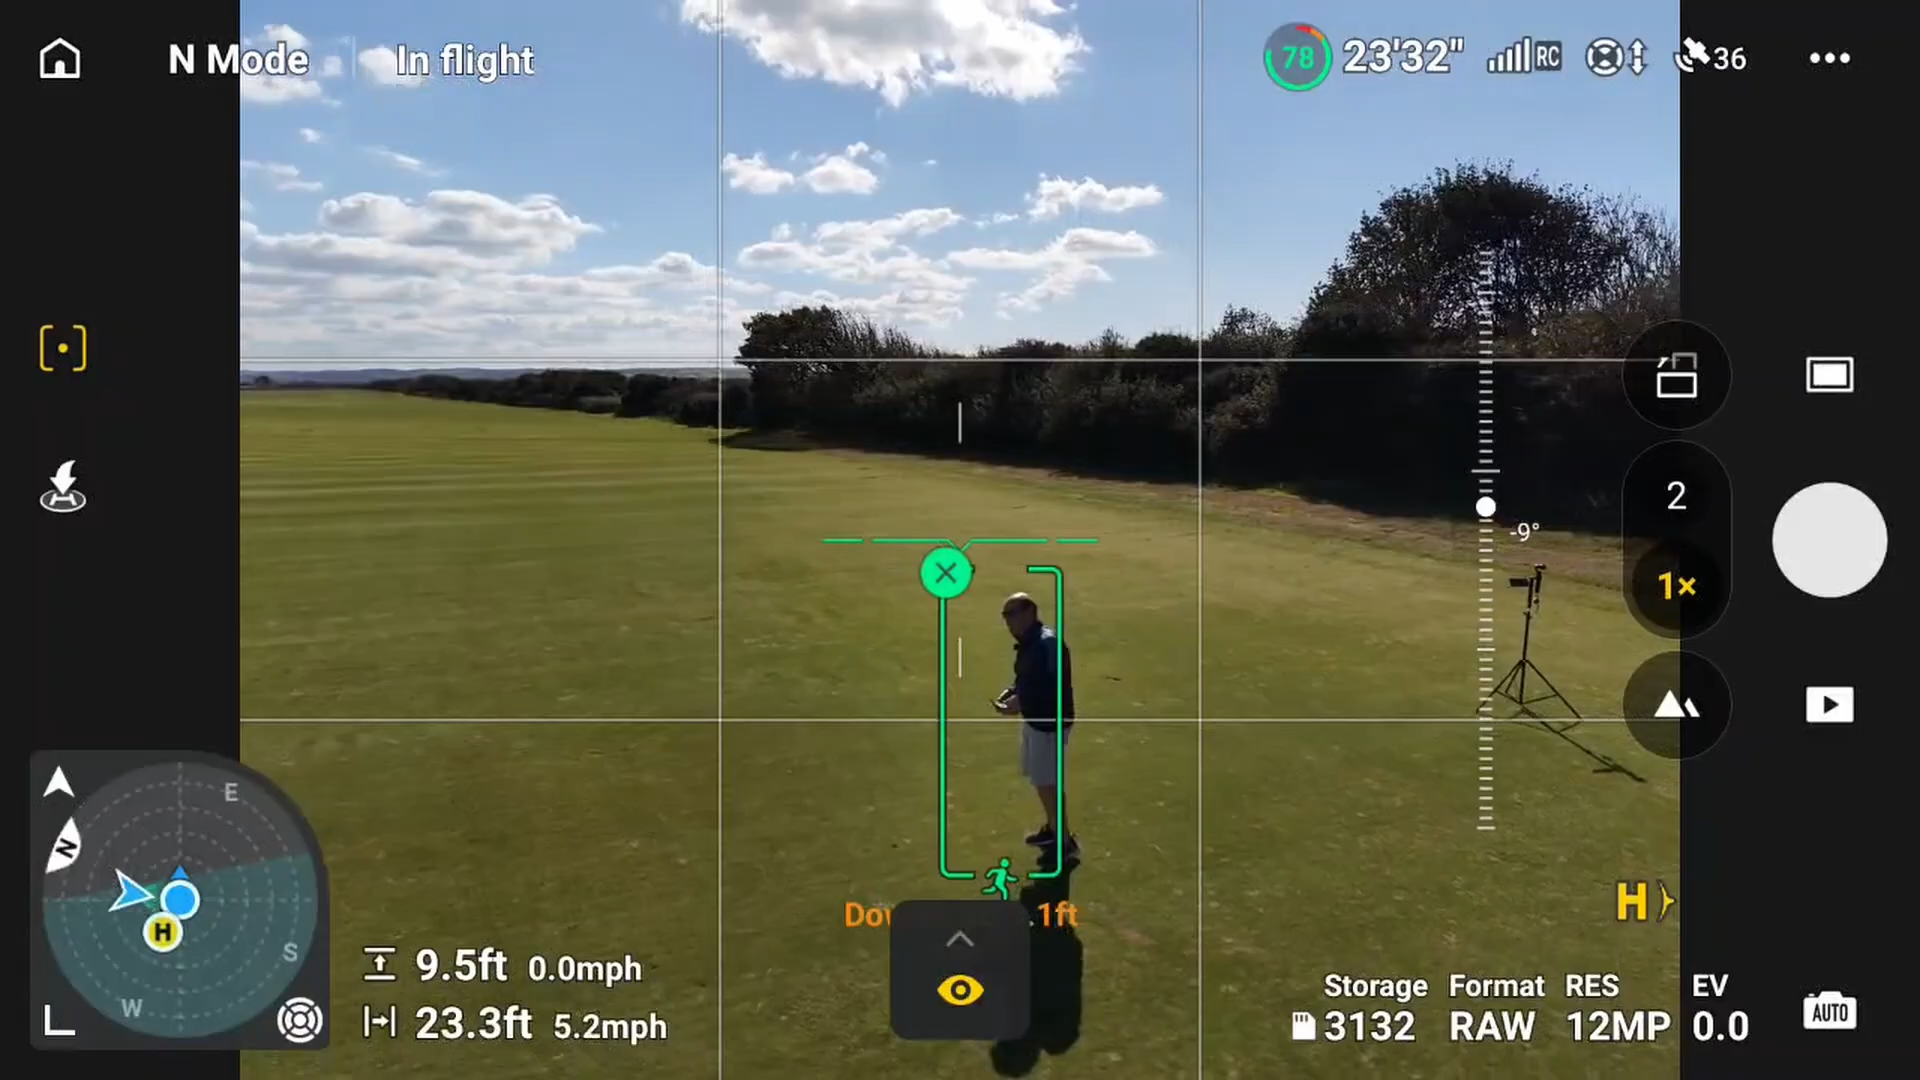 N Mode
In flight
78
23'32"
RC
36
2
1×
-9°
E
N
S
W
H
9.5ft 0.0mph
23.3ft 5.2mph
1ft
H
Storage Format RES EV
3132 RAW 12MP 0.0
AUTO